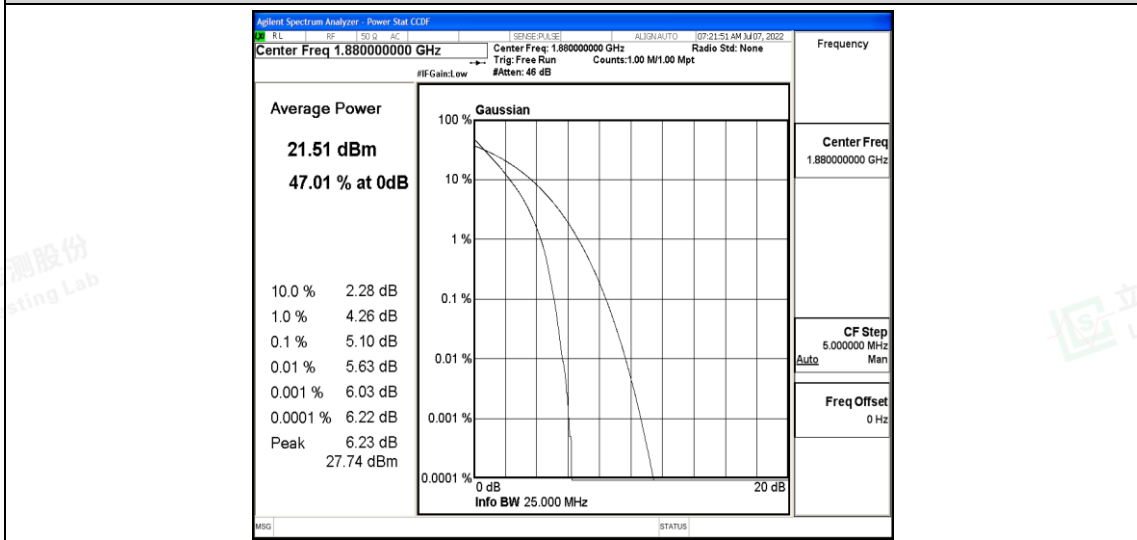 Agilent Spectrum Analyzer - Power Stat CCDF
LXI RL RF 50 Ω AC SENSE:PULSE ALIGNAUTO 07:21:51 AM Jul 07, 2022
Center Freq 1.880000000 GHz
Center Freq: 1.880000000 GHz Radio Std: None
Trig: Free Run Counts:1.00 M/1.00 Mpt
#IFGain:Low #Atten: 46 dB
Frequency
Average Power
21.51 dBm
47.01 % at 0dB
10.0 % 2.28 dB
1.0 % 4.26 dB
0.1 % 5.10 dB
0.01 % 5.63 dB
0.001 % 6.03 dB
0.0001 % 6.22 dB
Peak 6.23 dB
27.74 dBm
Gaussian
100 %
10 %
1 %
0.1 %
0.01 %
0.001 %
0.0001 %
0 dB 20 dB
Info BW 25.000 MHz
Center Freq
1.880000000 GHz
CF Step
5.000000 MHz
Auto Man
Freq Offset
0 Hz
MSG STATUS
测股份
sting Lab
立